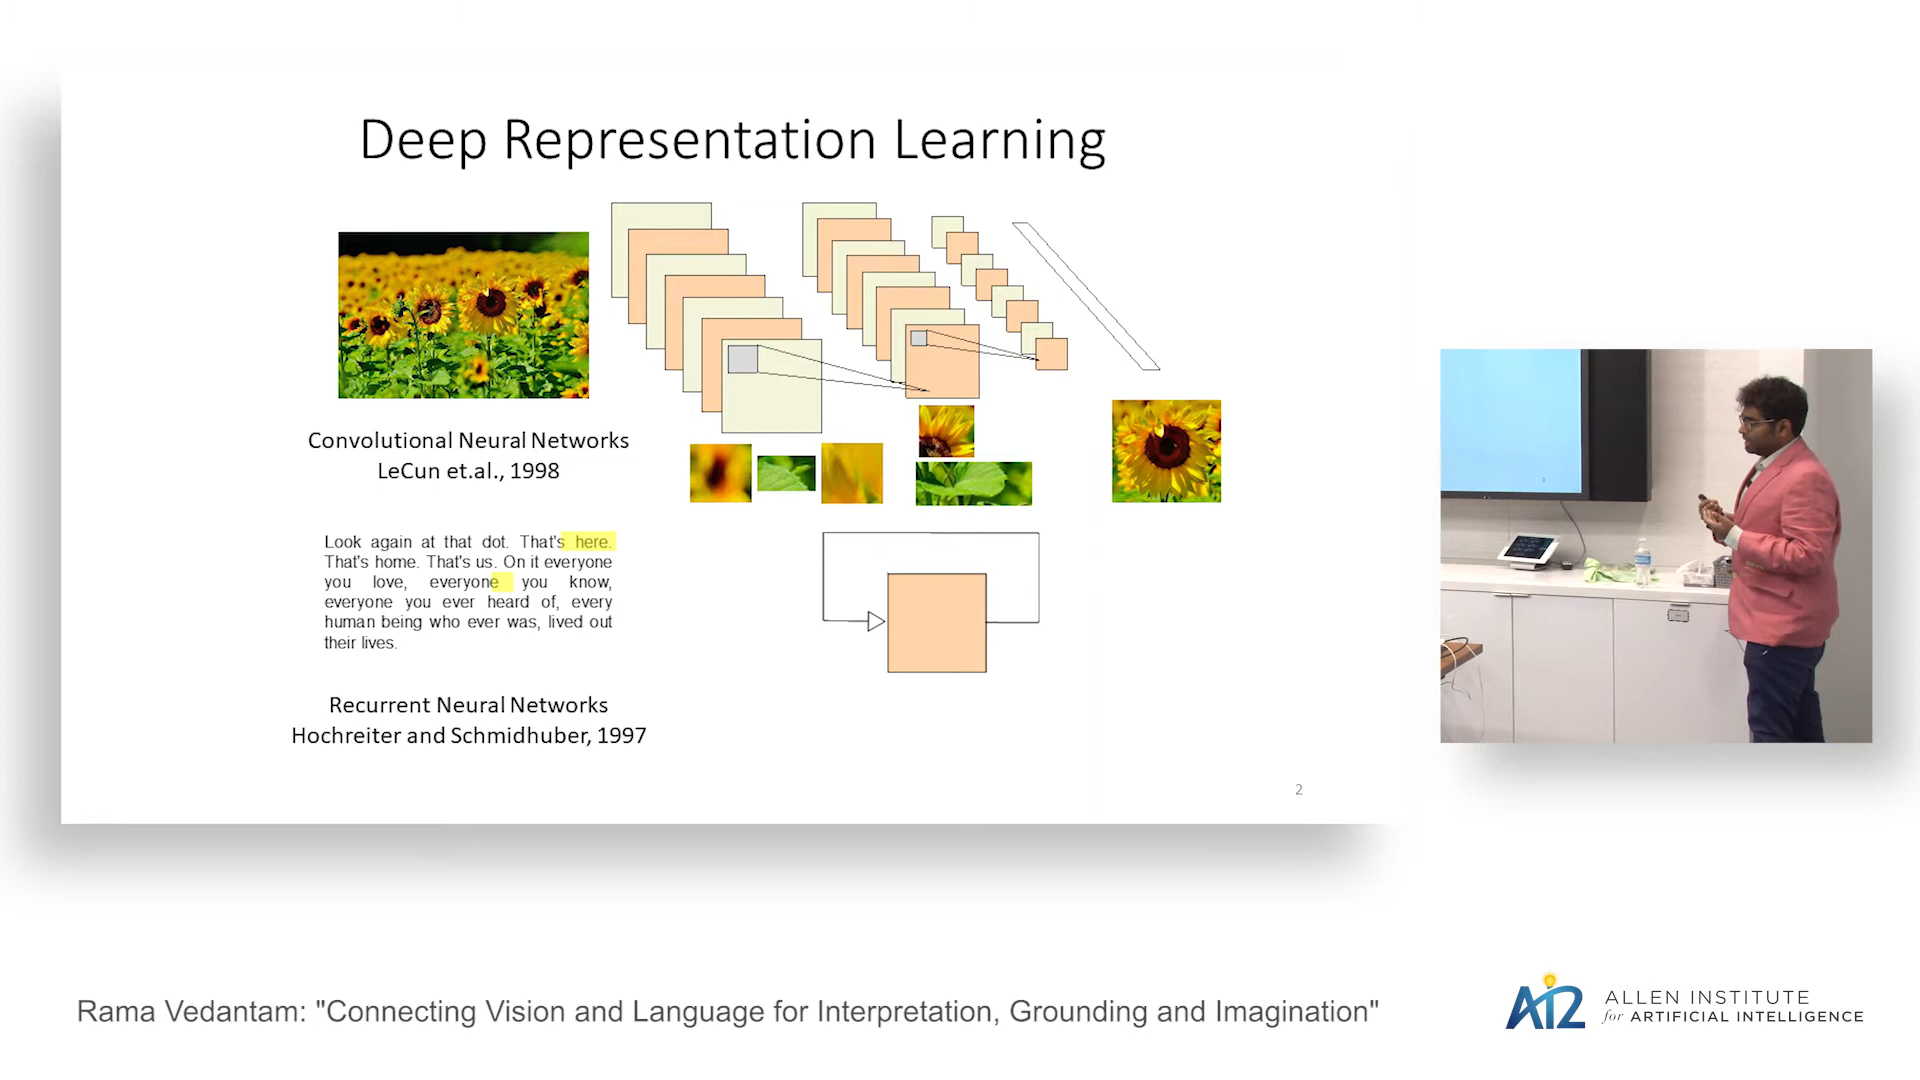 Deep Representation Learning
Convolutional Neural Networks
LeCun et.al., 1998
Look again at that dot. That's here.
That's home. That's us. On it everyone
you love, everyone you know,
everyone you ever heard of, every
human being who ever was, lived out
their lives.
Recurrent Neural Networks
Hochreiter and Schmidhuber, 1997
2
Rama Vedantam: "Connecting Vision and Language for Interpretation, Grounding and Imagination"
AI2
ALLEN INSTITUTE
for ARTIFICIAL INTELLIGENCE